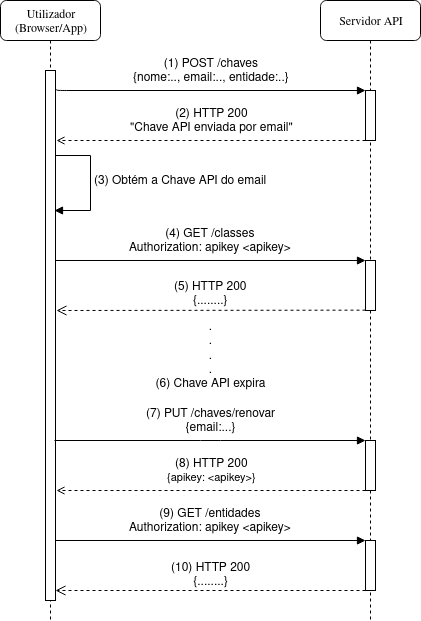 Utilizador
(Browser/App)
Servidor API
(1) POST /chaves
{nome:.., email:.., entidade:..}
(2) HTTP 200
"Chave API enviada por email"
(3) Obtém a Chave API do email
(4) GET /classes
Authorization: apikey <apikey>
(5) HTTP 200
{........}
.
.
.
.
(6) Chave API expira
(7) PUT /chaves/renovar
{email:...}
(8) HTTP 200
{apikey: <apikey>}
(9) GET /entidades
Authorization: apikey <apikey>
(10) HTTP 200
{........}